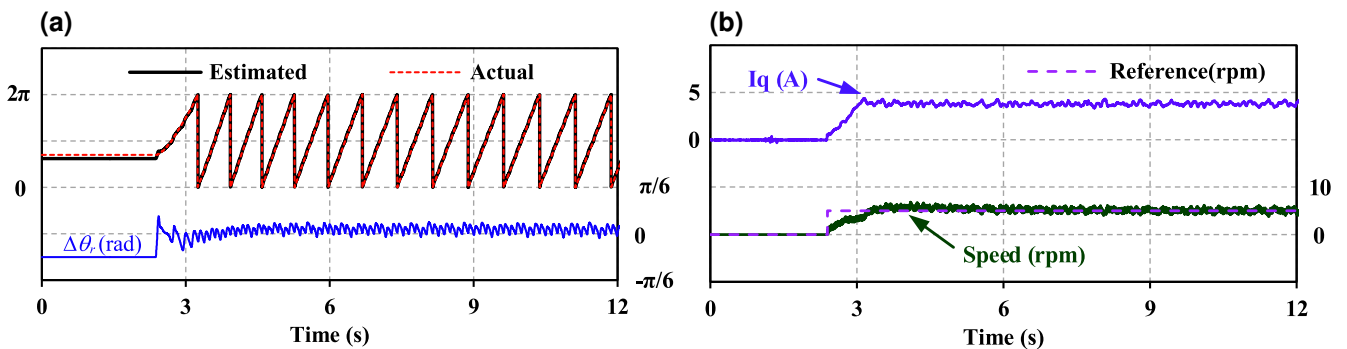 (a)
Estimated
Actual
2π
0
π/6
0
-π/6
Δθr (rad)
0
3
6
9
12
Time (s)
(b)
Iq (A)
Reference(rpm)
5
0
10
0
Speed (rpm)
0
3
6
9
12
Time (s)